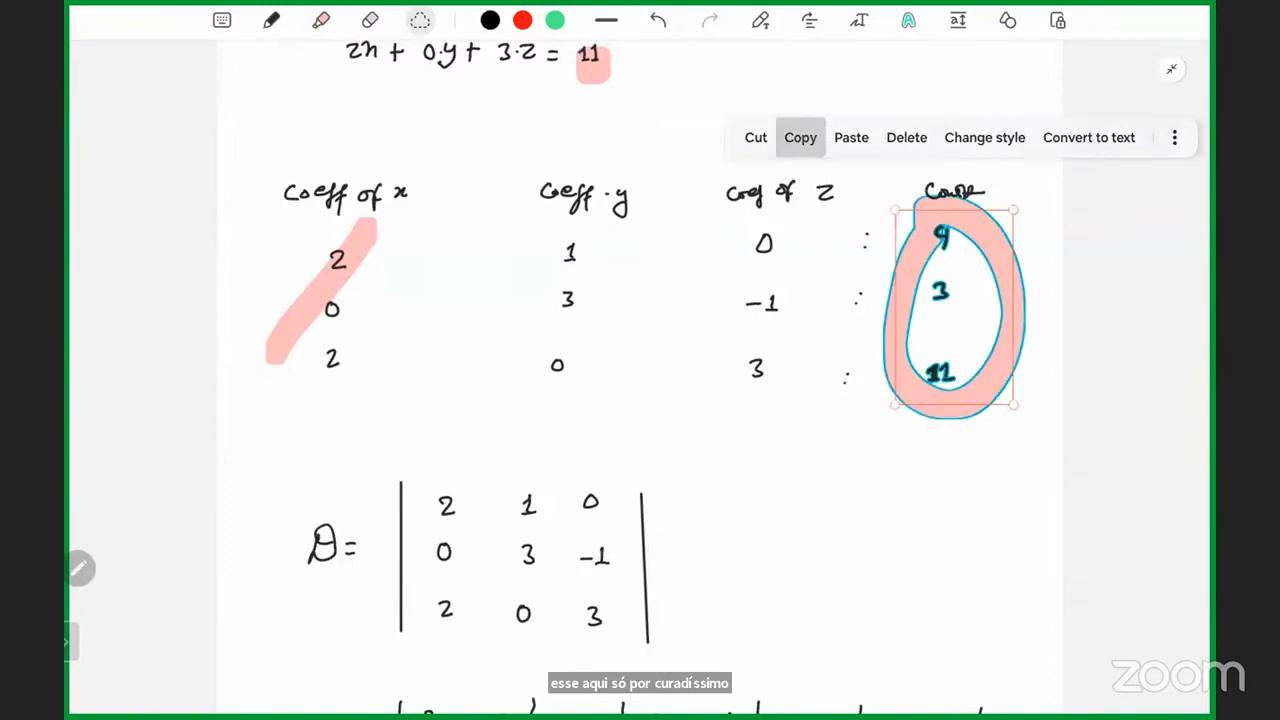 2x + 0.y + 3.z = 11
Cut Copy Paste Delete Change style Convert to text
Coeff of x Coeff . y Coef of z
2 1 0 : 9
0 3 -1 : 3
2 0 3 : 11
D = | 2 1 0 |
| 0 3 -1 |
| 2 0 3 |
esse aqui só por curadíssimo
zoom